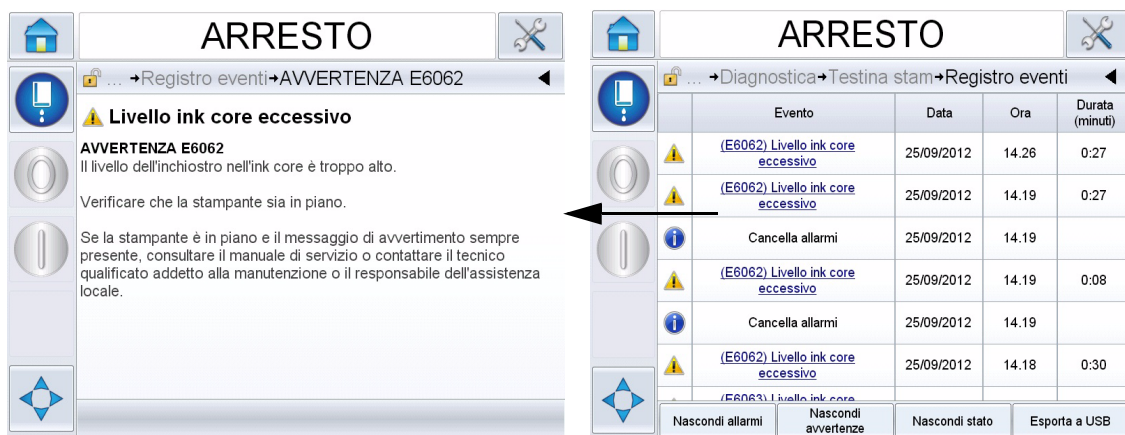 ARRESTO
... →Registro eventi→AVVERTENZA E6062
Livello ink core eccessivo
AVVERTENZA E6062
Il livello dell'inchiostro nell'ink core è troppo alto.
Verificare che la stampante sia in piano.
Se la stampante è in piano e il messaggio di avvertimento sempre
presente, consultare il manuale di servizio o contattare il tecnico
qualificato addetto alla manutenzione o il responsabile dell'assistenza
locale.
ARRESTO
... →Diagnostica→Testina stam→Registro eventi
Evento Data Ora Durata (minuti)
(E6062) Livello ink core eccessivo 25/09/2012 14.26 0:27
(E6062) Livello ink core eccessivo 25/09/2012 14.19 0:27
Cancella allarmi 25/09/2012 14.19
(E6062) Livello ink core eccessivo 25/09/2012 14.19 0:08
Cancella allarmi 25/09/2012 14.19
(E6062) Livello ink core eccessivo 25/09/2012 14.18 0:30
(E6063) Livello ink core
Nascondi allarmi Nascondi avvertenze Nascondi stato Esporta a USB